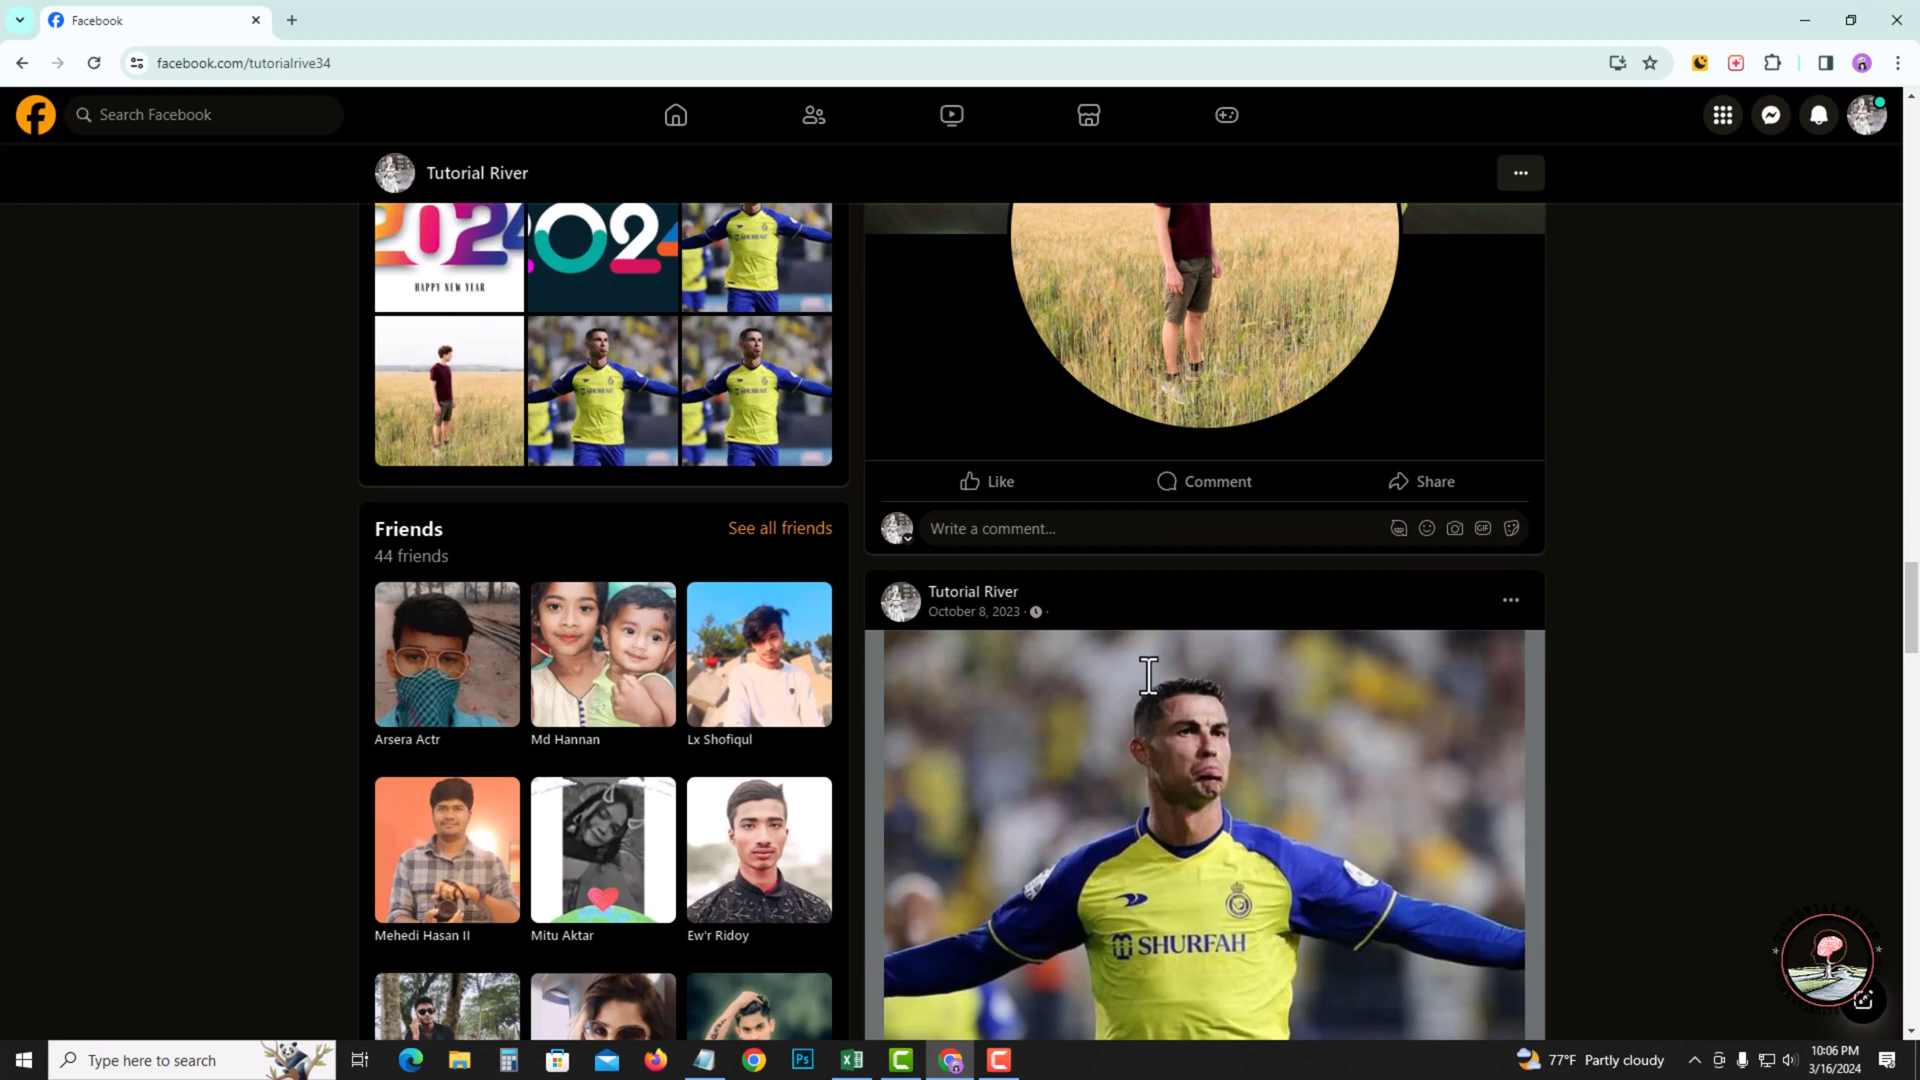 Facebook
facebook.com/tutorialrive34
Search Facebook
Tutorial River
HAPPY NEW YEAR
Like
Comment
Share
Write a comment...
GIF
Friends
See all friends
44 friends
Arsera Actr
Md Hannan
Lx Shofiqul
Mehedi Hasan II
Mitu Aktar
Ew'r Ridoy
Tutorial River
October 8, 2023 ·
SHURFAH
Type here to search
Ps
77°F Partly cloudy
10:06 PM
3/16/2024